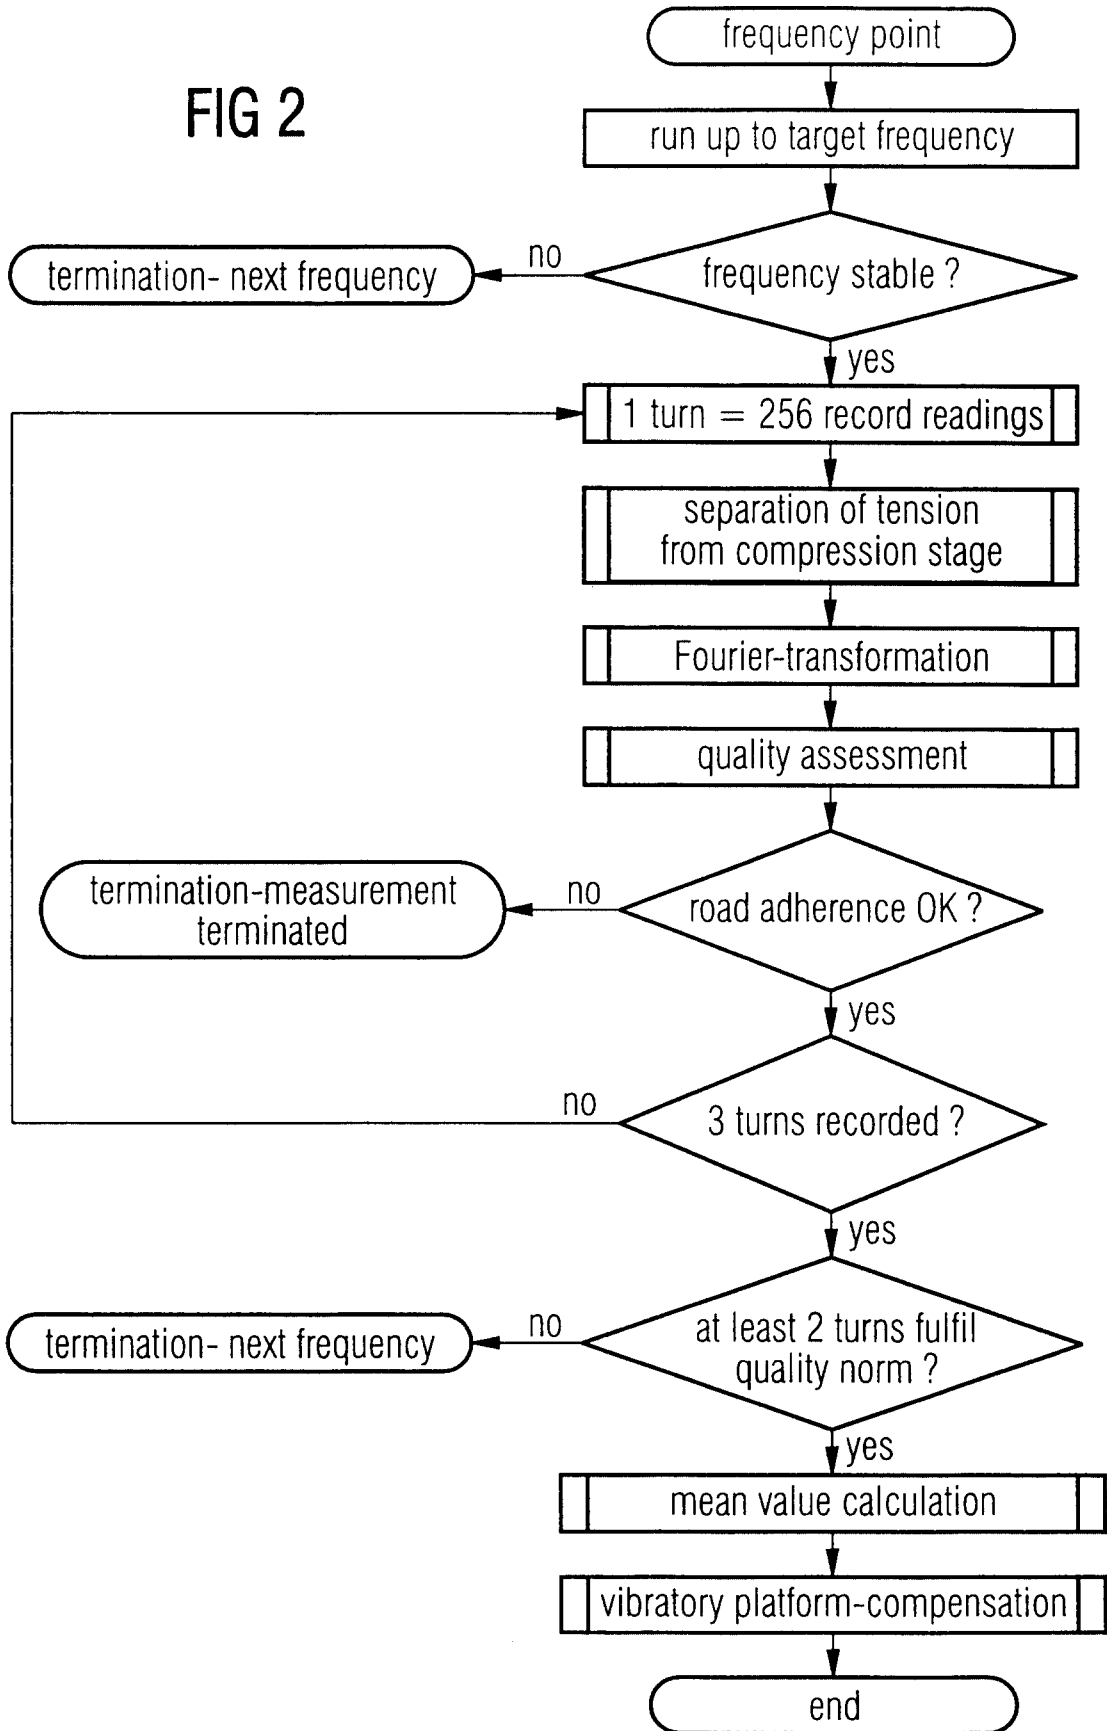 frequency point
FIG 2
run up to target frequency
no
frequency stable ?
termination- next frequency
yes
1 turn = 256 record readings
separation of tension
from compression stage
Fourier-transformation
quality assessment
termination-measurement
terminated
no
road adherence OK ?
yes
no
3 turns recorded ?
yes
termination- next frequency
no
at least 2 turns fulfil
quality norm ?
yes
mean value calculation
vibratory platform-compensation
end